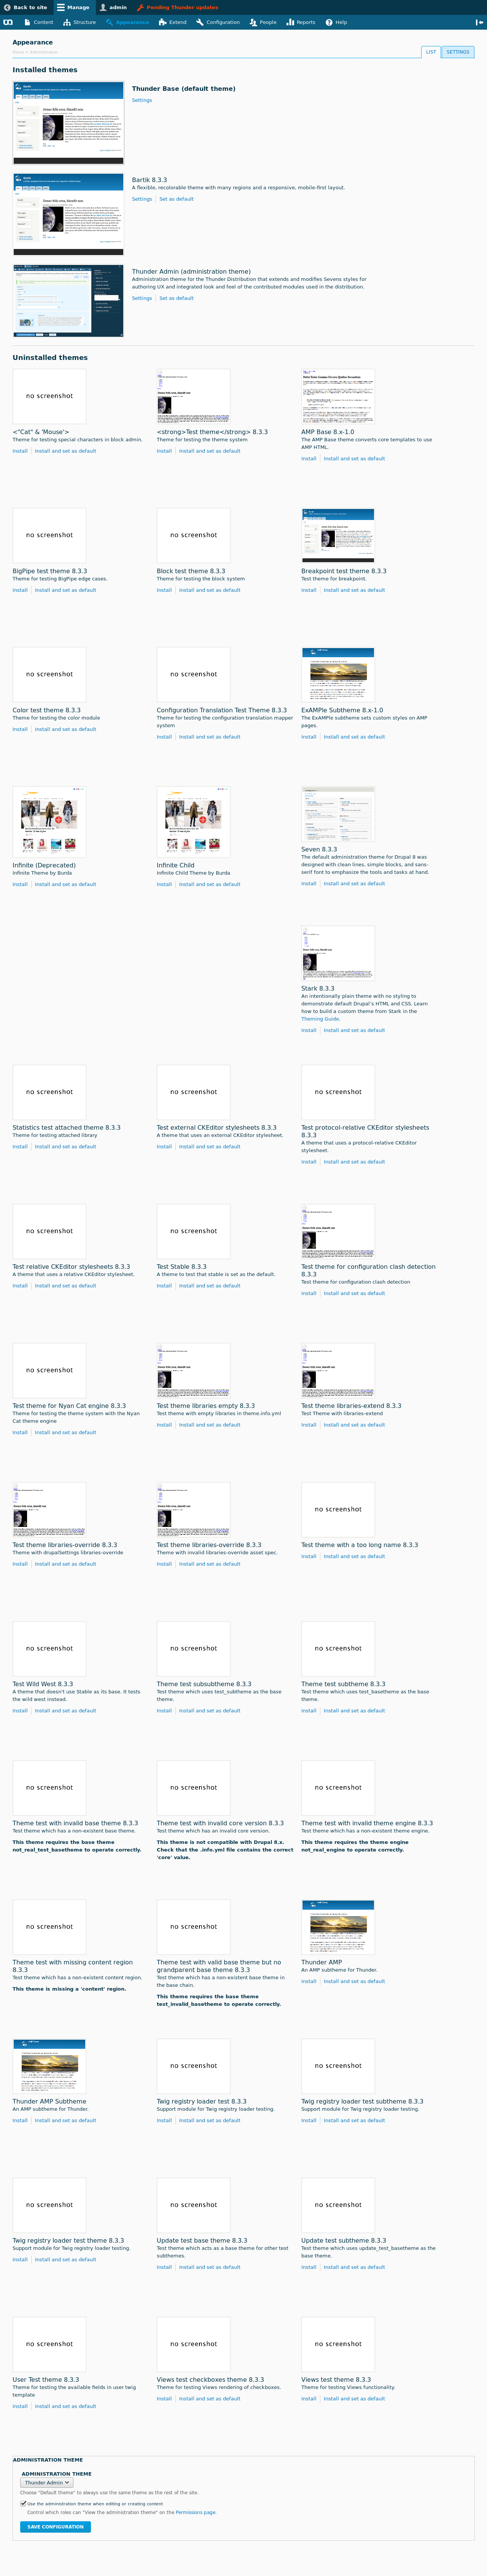 Back to site
Manage
admin
Pending Thunder updates
Content
Structure
Appearance
Extend
Configuration
People
Reports
Help
Appearance
LIST
SETTINGS
Installed themes
Thunder Base (default theme)
Settings
Bartik 8.3.3
A flexible, recolorable theme with many regions and a responsive, mobile-first layout.
Settings
Set as default
Thunder Admin (administration theme)
Administration theme for the Thunder Distribution that extends and modifies Sevens styles for
authoring UX and integrated look and feel of the contributed modules used in the distribution.
Settings
Set as default
Uninstalled themes
no screenshot
<"Cat" & 'Mouse'>
Theme for testing special characters in block admin.
Install
Install and set as default
<strong>Test theme</strong> 8.3.3
Theme for testing the theme system
Install
Install and set as default
AMP Base 8.x-1.0
The AMP Base theme converts core templates to use
AMP HTML.
Install
Install and set as default
no screenshot
BigPipe test theme 8.3.3
Theme for testing BigPipe edge cases.
Install
Install and set as default
no screenshot
Block test theme 8.3.3
Theme for testing the block system
Install
Install and set as default
Breakpoint test theme 8.3.3
Test theme for breakpoint.
Install
Install and set as default
no screenshot
Color test theme 8.3.3
Theme for testing the color module
Install
Install and set as default
no screenshot
Configuration Translation Test Theme 8.3.3
Theme for testing the configuration translation mapper
system
Install
Install and set as default
ExAMPle Subtheme 8.x-1.0
The ExAMPle subtheme sets custom styles on AMP
pages.
Install
Install and set as default
Infinite (Deprecated)
Infinite Theme by Burda
Install
Install and set as default
Infinite Child
Infinite Child Theme by Burda
Install
Install and set as default
Seven 8.3.3
The default administration theme for Drupal 8 was
designed with clean lines, simple blocks, and sans-
serif font to emphasize the tools and tasks at hand.
Install
Install and set as default
Stark 8.3.3
An intentionally plain theme with no styling to
demonstrate default Drupal's HTML and CSS. Learn
how to build a custom theme from Stark in the
Theming Guide.
Install
Install and set as default
no screenshot
Statistics test attached theme 8.3.3
Theme for testing attached library
Install
Install and set as default
no screenshot
Test external CKEditor stylesheets 8.3.3
A theme that uses an external CKEditor stylesheet.
Install
Install and set as default
no screenshot
Test protocol-relative CKEditor stylesheets
8.3.3
A theme that uses a protocol-relative CKEditor
stylesheet.
Install
Install and set as default
no screenshot
Test relative CKEditor stylesheets 8.3.3
A theme that uses a relative CKEditor stylesheet.
Install
Install and set as default
no screenshot
Test Stable 8.3.3
A theme to test that stable is set as the default.
Install
Install and set as default
Test theme for configuration clash detection
8.3.3
Test theme for configuration clash detection
Install
Install and set as default
no screenshot
Test theme for Nyan Cat engine 8.3.3
Theme for testing the theme system with the Nyan
Cat theme engine
Install
Install and set as default
Test theme libraries empty 8.3.3
Test theme with empty libraries in theme.info.yml
Install
Install and set as default
Test theme libraries-extend 8.3.3
Test Theme with libraries-extend
Install
Install and set as default
Test theme libraries-override 8.3.3
Theme with drupalSettings libraries-override
Install
Install and set as default
Test theme libraries-override 8.3.3
Theme with invalid libraries-override asset spec.
Install
Install and set as default
no screenshot
Test theme with a too long name 8.3.3
Install
Install and set as default
no screenshot
Test Wild West 8.3.3
A theme that doesn't use Stable as its base. It tests
the wild west instead.
Install
Install and set as default
no screenshot
Theme test subsubtheme 8.3.3
Test theme which uses test_subtheme as the base
theme.
Install
Install and set as default
no screenshot
Theme test subtheme 8.3.3
Test theme which uses test_basetheme as the base
theme.
Install
Install and set as default
no screenshot
Theme test with invalid base theme 8.3.3
Test theme which has a non-existent base theme.
This theme requires the base theme
not_real_test_basetheme to operate correctly.
no screenshot
Theme test with invalid core version 8.3.3
Test theme which has an invalid core version.
This theme is not compatible with Drupal 8.x.
Check that the .info.yml file contains the correct
'core' value.
no screenshot
Theme test with invalid theme engine 8.3.3
Test theme which has a non-existent theme engine.
This theme requires the theme engine
not_real_engine to operate correctly.
no screenshot
Theme test with missing content region
8.3.3
Test theme which has a non-existent content region.
This theme is missing a 'content' region.
no screenshot
Theme test with valid base theme but no
grandparent base theme 8.3.3
Test theme which has a non-existent base theme in
the base chain.
This theme requires the base theme
test_invalid_basetheme to operate correctly.
Thunder AMP
An AMP subtheme for Thunder.
Install
Install and set as default
Thunder AMP Subtheme
An AMP subtheme for Thunder.
Install
Install and set as default
no screenshot
Twig registry loader test 8.3.3
Support module for Twig registry loader testing.
Install
Install and set as default
no screenshot
Twig registry loader test subtheme 8.3.3
Support module for Twig registry loader testing.
Install
Install and set as default
no screenshot
Twig registry loader test theme 8.3.3
Support module for Twig registry loader testing.
Install
Install and set as default
no screenshot
Update test base theme 8.3.3
Test theme which acts as a base theme for other test
subthemes.
Install
Install and set as default
no screenshot
Update test subtheme 8.3.3
Test theme which uses update_test_basetheme as the
base theme.
Install
Install and set as default
no screenshot
User Test theme 8.3.3
Theme for testing the available fields in user twig
template
Install
Install and set as default
no screenshot
Views test checkboxes theme 8.3.3
Theme for testing Views rendering of checkboxes.
Install
Install and set as default
no screenshot
Views test theme 8.3.3
Theme for testing Views functionality.
Install
Install and set as default
ADMINISTRATION THEME
ADMINISTRATION THEME
Thunder Admin
Choose "Default theme" to always use the same theme as the rest of the site.
Use the administration theme when editing or creating content
Control which roles can "View the administration theme" on the Permissions page.
SAVE CONFIGURATION